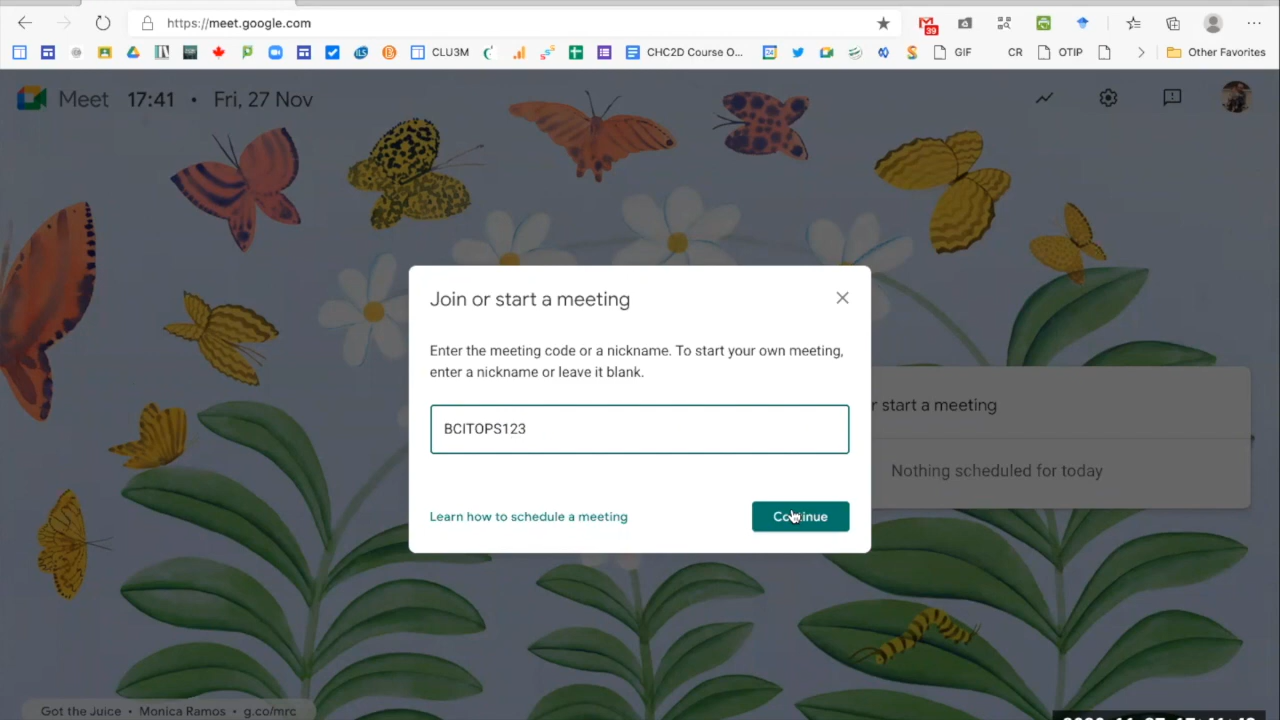 https://meet.google.com
39
CLU3M
CHC2D Course O...
GIF
CR
OTIP
Other Favorites
Meet 17:41 • Fri, 27 Nov
Join or start a meeting
Enter the meeting code or a nickname. To start your own meeting,
enter a nickname or leave it blank.
r start a meeting
BCITOPS123
Nothing scheduled for today
Learn how to schedule a meeting
Continue
Got the Juice • Monica Ramos • g.co/mrc